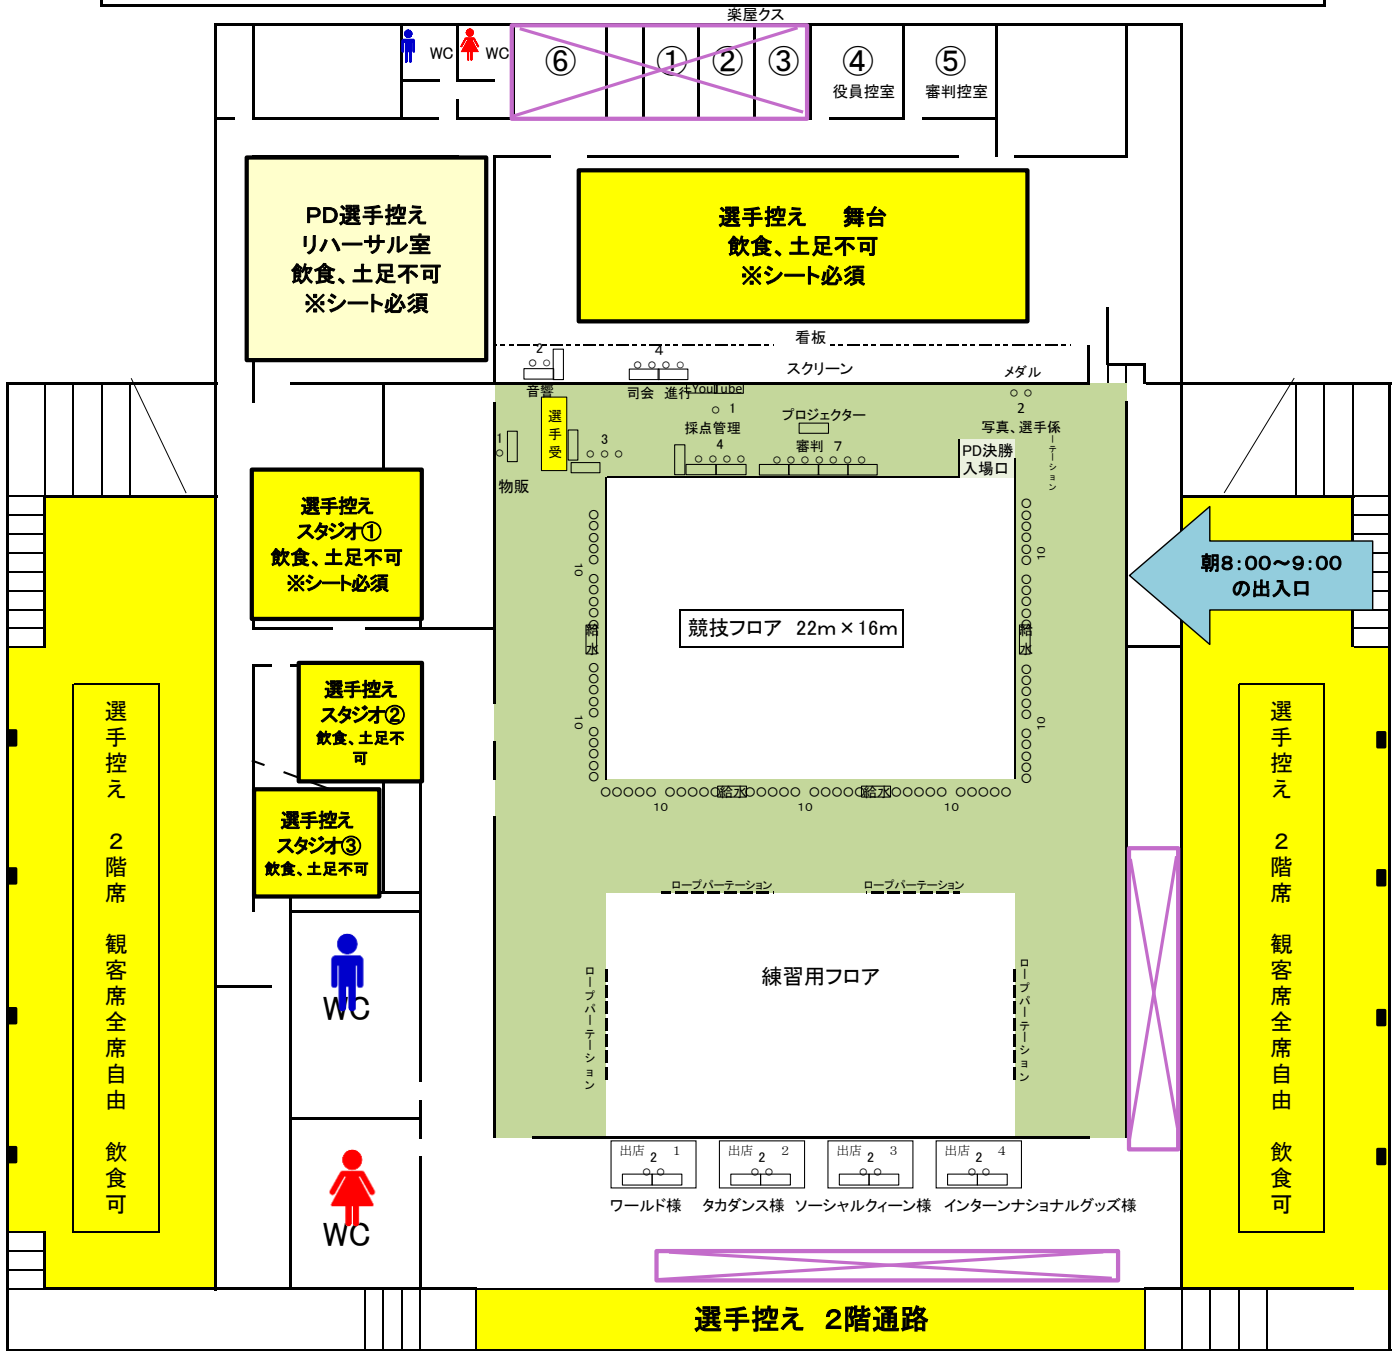 楽屋クス
WC
WC
⑥
①
②
③
④
役員控室
⑤
審判控室
PD選手控え
リハーサル室
飲食、土足不可
※シート必須
選手控え　舞台
飲食、土足不可
※シート必須
看板
スクリーン
2
音響
4
司会 進行
YouTube
1
メダル
2
写真、選手係
選手受
1
物販
3
採点管理
4
プロジェクター
審判 7
PD決勝
入場口
ーテーション
選手控え
スタジオ①
飲食、土足不可
※シート必須
朝8:00~9:00
の出入口
10
給水
10
10
給水
10
競技フロア 22m×16m
選手控え
スタジオ②
飲食、土足不
可
選手控え
スタジオ③
飲食、土足不可
給水
給水
10
10
10
選手控え 2階席 観客席全席自由 飲食可
選手控え 2階席 観客席全席自由 飲食可
ロープパーテーション
ロープパーテーション
ロープパーテーション
ロープパーテーション
練習用フロア
WC
WC
出店 1
2
ワールド様
出店 2
2
タカダンス様
出店 3
2
ソーシャルクィーン様
出店 4
2
インターンナショナルグッズ様
選手控え 2階通路